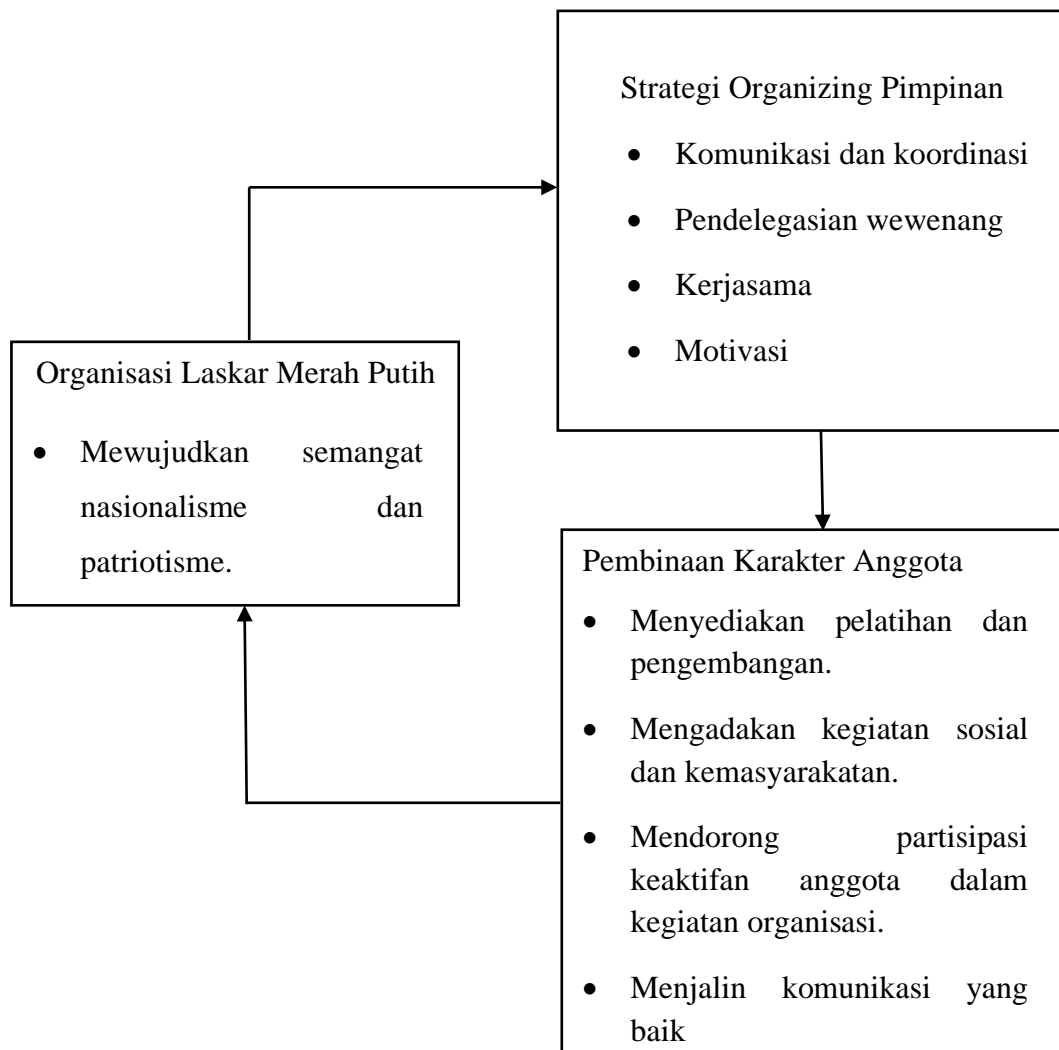 Strategi Organizing Pimpinan
• Komunikasi dan koordinasi
• Pendelegasian wewenang
• Kerjasama
• Motivasi
Organisasi Laskar Merah Putih
• Mewujudkan semangat
nasionalisme dan
patriotisme.
Pembinaan Karakter Anggota
• Menyediakan pelatihan dan
pengembangan.
• Mengadakan kegiatan sosial
dan kemasyarakatan.
• Mendorong partisipasi
keaktifan anggota dalam
kegiatan organisasi.
• Menjalin komunikasi yang
baik